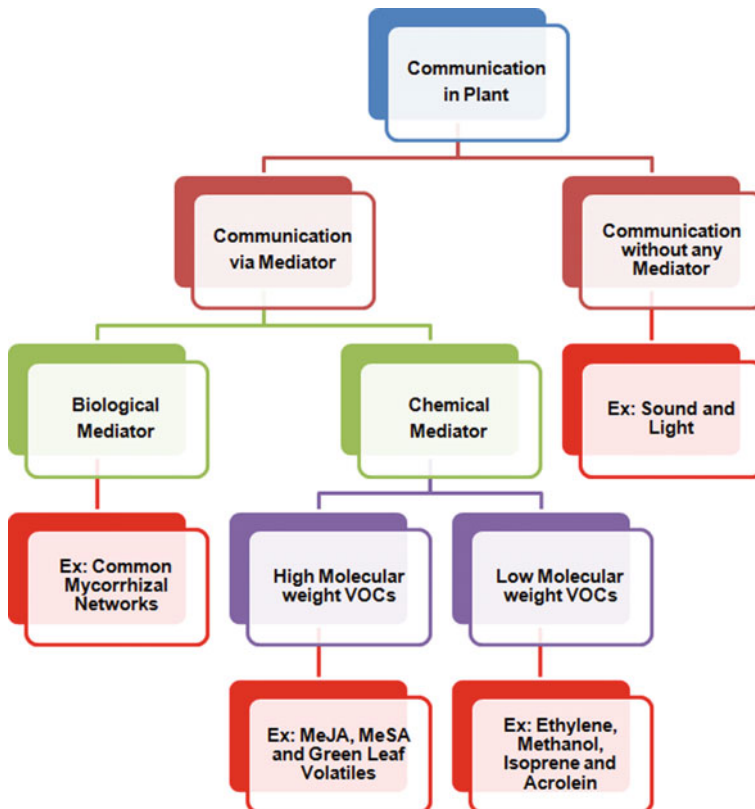 Communication
in Plant
Communication
via Mediator
Communication
without any
Mediator
Biological
Mediator
Chemical
Mediator
Ex: Sound and
Light
Ex: Common
Mycorrhizal
Networks
High Molecular
weight VOCs
Low Molecular
weight VOCs
Ex: MeJA, MeSA
and Green Leaf
Volatiles
Ex: Ethylene,
Methanol,
Isoprene and
Acrolein